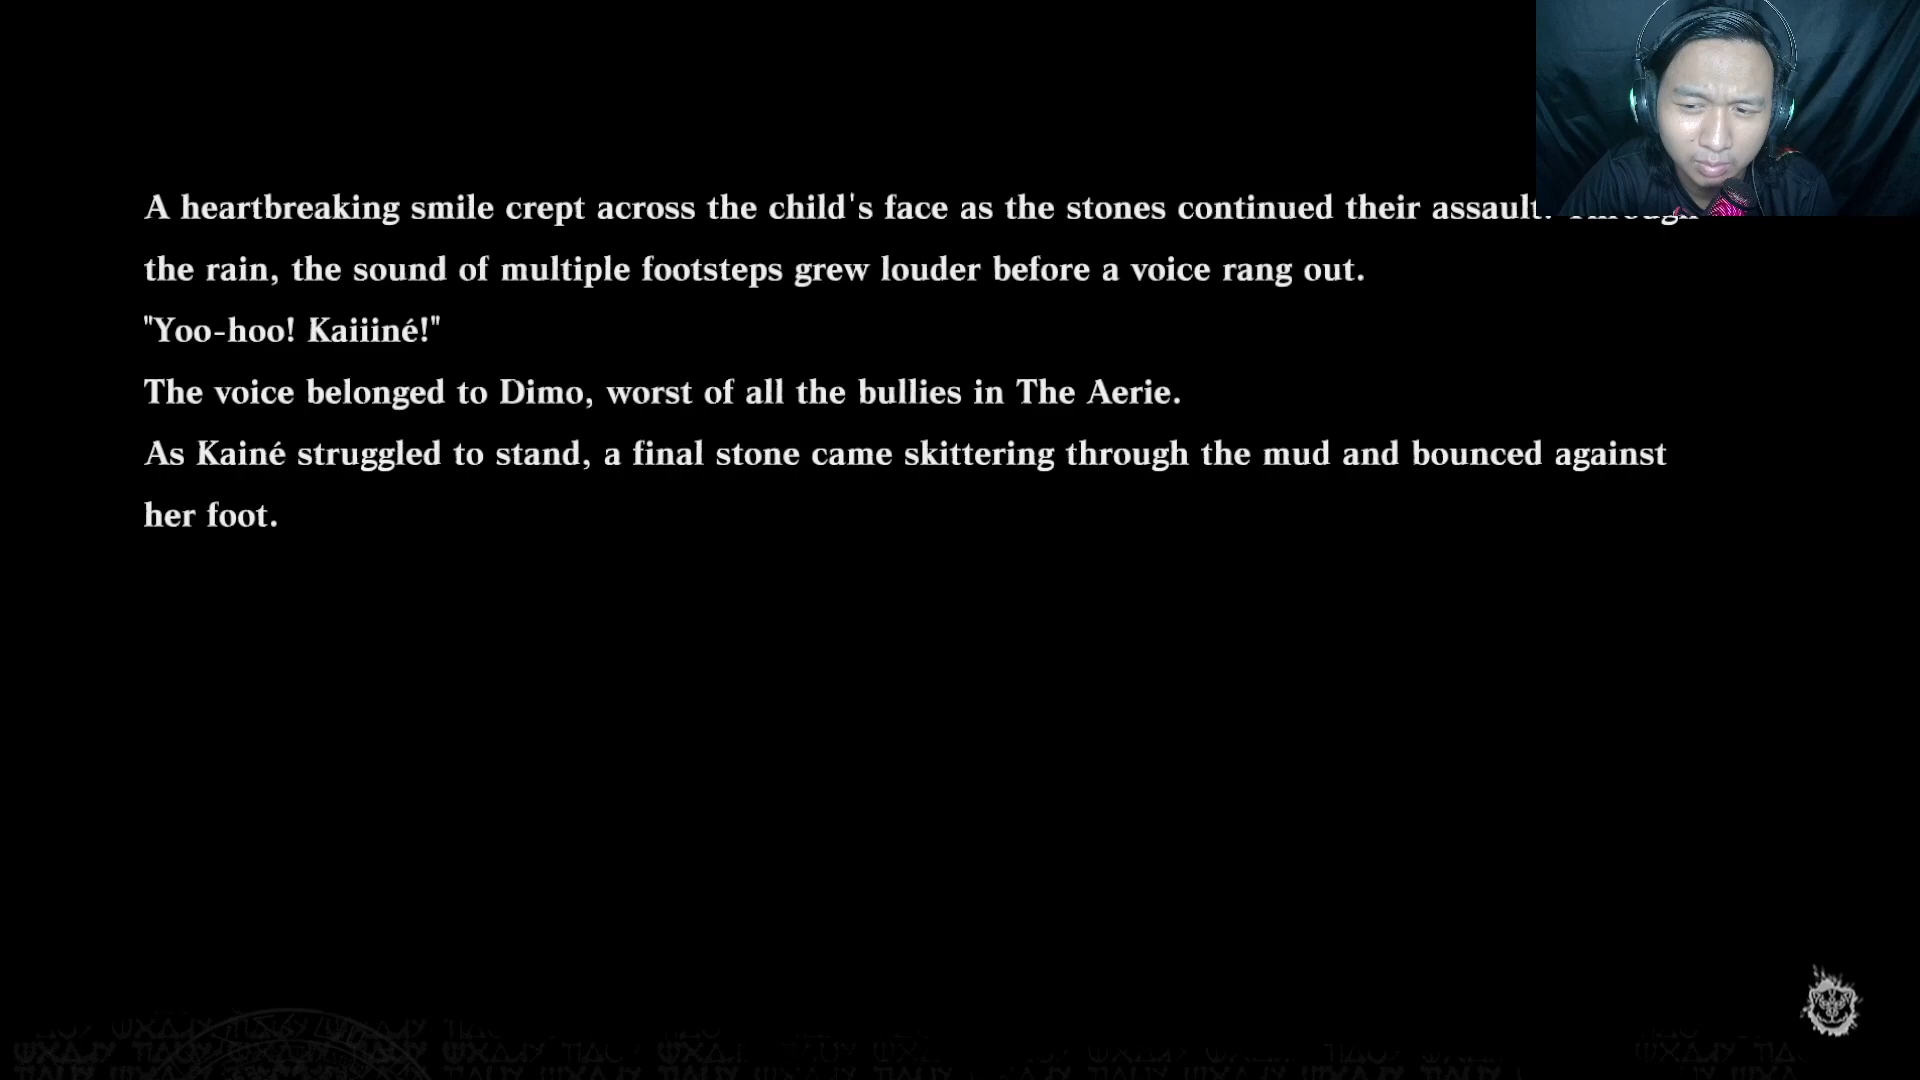 A heartbreaking smile crept across the child's face as the stones continued their assault.
the rain, the sound of multiple footsteps grew louder before a voice rang out.
"Yoo-hoo! Kaiiiné!"
The voice belonged to Dimo, worst of all the bullies in The Aerie.
As Kainé struggled to stand, a final stone came skittering through the mud and bounced against
her foot.